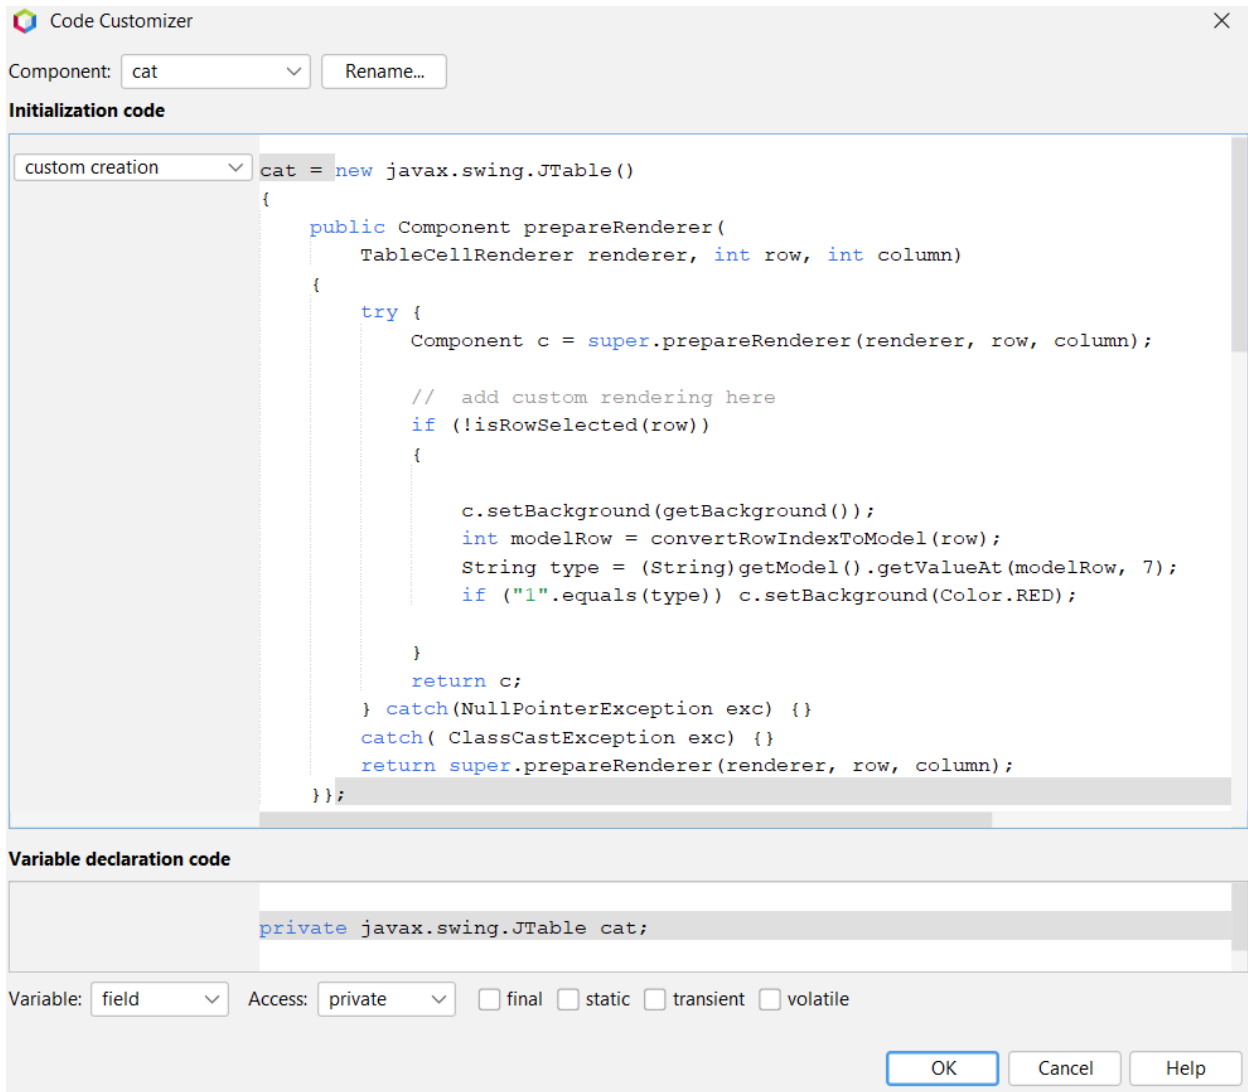 Code Customizer
Component: cat Rename...
Initialization code
custom creation
cat = new javax.swing.JTable()
{
public Component prepareRenderer(
TableCellRenderer renderer, int row, int column)
{
try {
Component c = super.prepareRenderer(renderer, row, column);
//  add custom rendering here
if (!isRowSelected(row))
{
c.setBackground(getBackground());
int modelRow = convertRowIndexToModel(row);
String type = (String)getModel().getValueAt(modelRow, 7);
if ("1".equals(type)) c.setBackground(Color.RED);
}
return c;
} catch(NullPointerException exc) {}
catch( ClassCastException exc) {}
return super.prepareRenderer(renderer, row, column);
}};
Variable declaration code
private javax.swing.JTable cat;
Variable: field Access: private final static transient volatile
OK Cancel Help